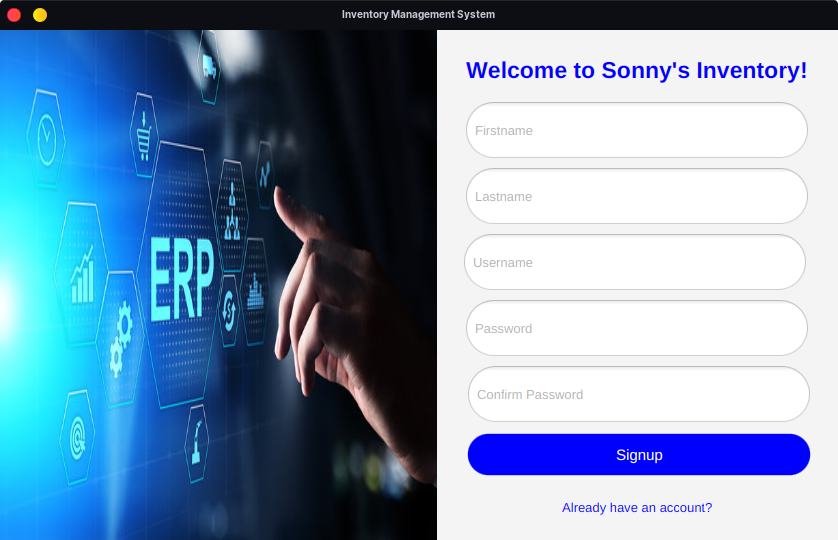 Inventory Management System
Welcome to Sonny's Inventory!
Firstname
Lastname
Username
Password
Confirm Password
Signup
Already have an account?
ERP